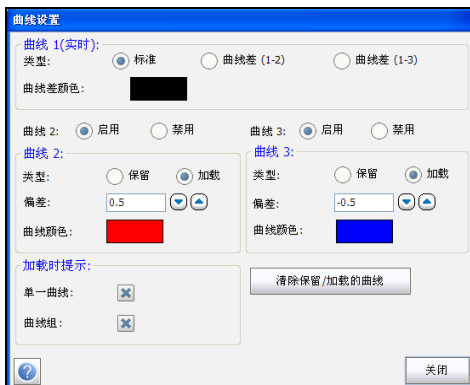 曲线设置
曲线 1(实时):
类型: 标准 曲线差 (1-2) 曲线差 (1-3)
曲线差颜色:
曲线 2: 启用 禁用 曲线 3: 启用 禁用
曲线 2: 曲线 3:
类型: 保留 加载 类型: 保留 加载
偏差: 0.5 偏差: -0.5
曲线颜色: 曲线颜色:
加载时提示:
单一曲线: 清除保留/加载的曲线
曲线组:
? 关闭